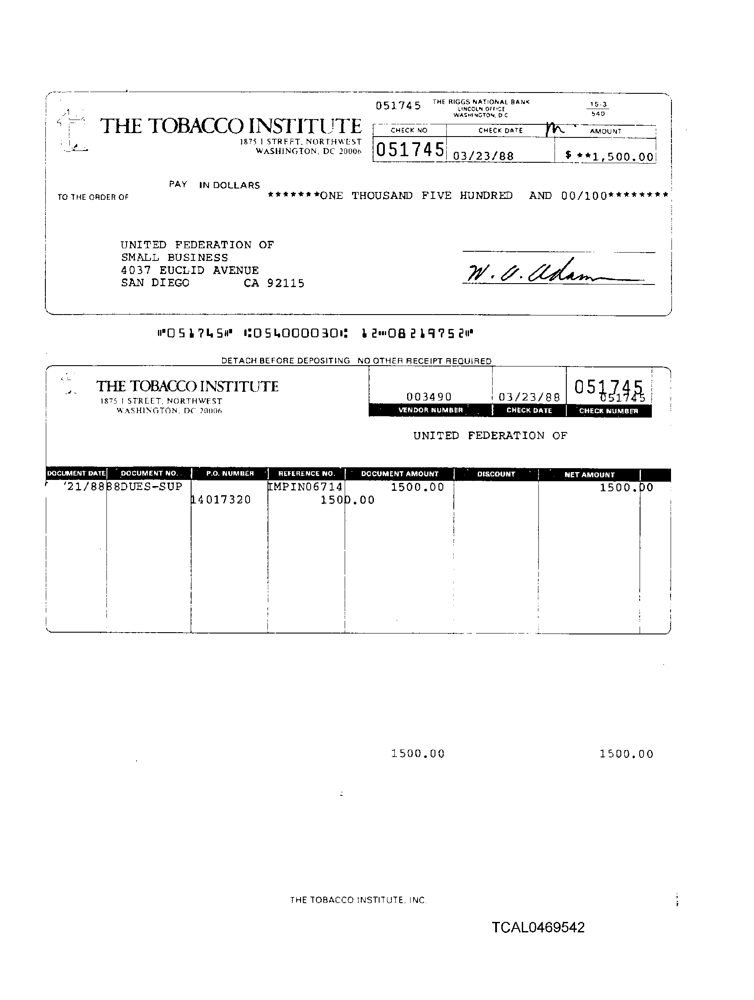 051745 THE RIGGS NATIONAL BANK
LINCOLN OFFICE
WASHINGTON, D.C.
15-3
540
THE TOBACCO INSTITUTE
1875 I STREET, NORTHWEST
WASHINGTON, DC 20006
CHECK NO CHECK DATE AMOUNT
051745 03/23/88 $ **1,500.00
PAY IN DOLLARS
TO THE ORDER OF *******ONE THOUSAND FIVE HUNDRED AND 00/100********
UNITED FEDERATION OF
SMALL BUSINESS
4037 EUCLID AVENUE
SAN DIEGO CA 92115
W. A. Adam
⑈051745⑈ ⑆054000030⑆ 12⑉08219752⑈
DETACH BEFORE DEPOSITING NO OTHER RECEIPT REQUIRED
THE TOBACCO INSTITUTE
1875 I STREET, NORTHWEST
WASHINGTON, DC 20006
003490 03/23/88 051745
051745
VENDOR NUMBER CHECK DATE CHECK NUMBER
UNITED FEDERATION OF
DOCUMENT DATE DOCUMENT NO. P.O. NUMBER REFERENCE NO. DOCUMENT AMOUNT DISCOUNT NET AMOUNT
'21/88 88DUES-SUP IMPIN06714 1500.00 1500.00
14017320 1500.00
1500.00 1500.00
THE TOBACCO INSTITUTE, INC.
TCAL0469542